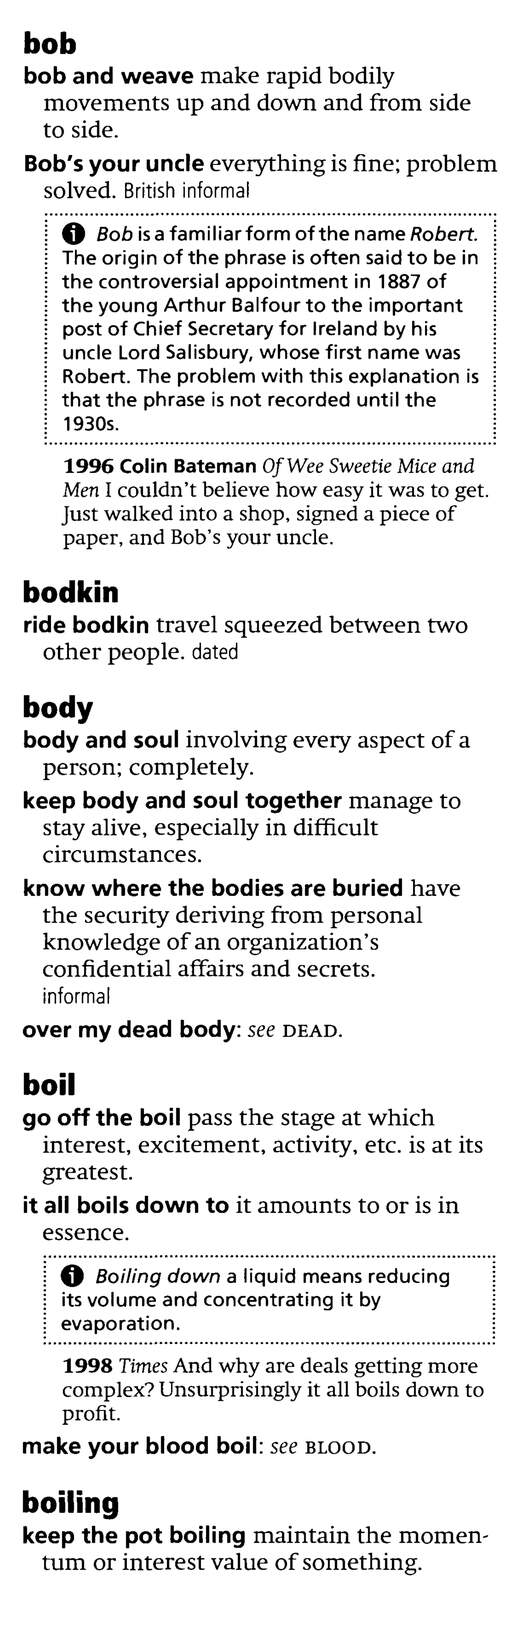 bob
bob and weave make rapid bodily
movements up and down and from side
to side.
Bob's your uncle everything is fine; problem
solved. British informal
Bob is a familiar form of the name Robert.
The origin of the phrase is often said to be in
the controversial appointment in 1887 of
the young Arthur Balfour to the important
post of Chief Secretary for Ireland by his
uncle Lord Salisbury, whose first name was
Robert. The problem with this explanation is
that the phrase is not recorded until the
1930s.
1996 Colin Bateman Of Wee Sweetie Mice and
Men I couldn't believe how easy it was to get.
Just walked into a shop, signed a piece of
paper, and Bob's your uncle.
bodkin
ride bodkin travel squeezed between two
other people. dated
body
body and soul involving every aspect of a
person; completely.
keep body and soul together manage to
stay alive, especially in difficult
circumstances.
know where the bodies are buried have
the security deriving from personal
knowledge of an organization's
confidential affairs and secrets.
informal
over my dead body: see DEAD.
boil
go off the boil pass the stage at which
interest, excitement, activity, etc. is at its
greatest.
it all boils down to it amounts to or is in
essence.
Boiling down a liquid means reducing
its volume and concentrating it by
evaporation.
1998 Times And why are deals getting more
complex? Unsurprisingly it all boils down to
profit.
make your blood boil: see BLOOD.
boiling
keep the pot boiling maintain the momen-
tum or interest value of something.